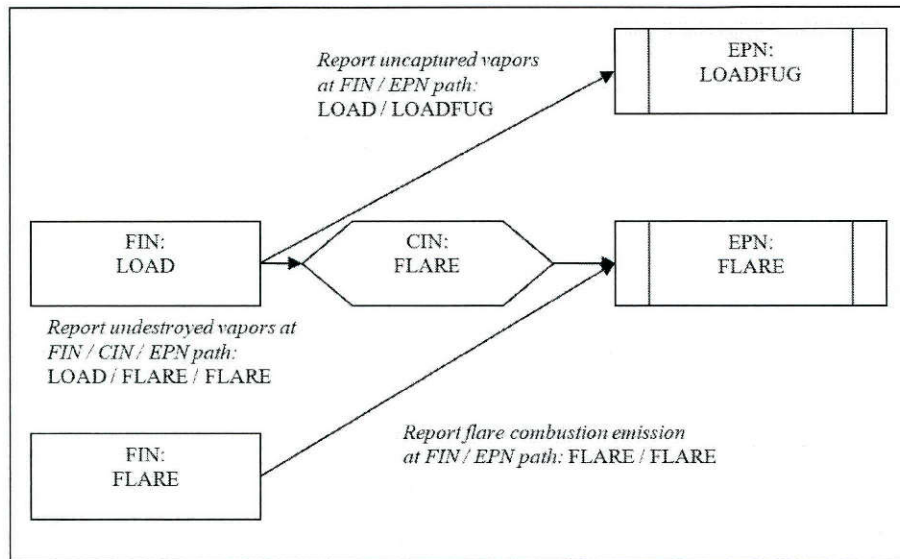 Report uncaptured vapors
at FIN / EPN path:
LOAD / LOADFUG
EPN:
LOADFUG
FIN:
LOAD
CIN:
FLARE
EPN:
FLARE
Report undestroyed vapors at
FIN / CIN / EPN path:
LOAD / FLARE / FLARE
FIN:
FLARE
Report flare combustion emission
at FIN / EPN path: FLARE / FLARE